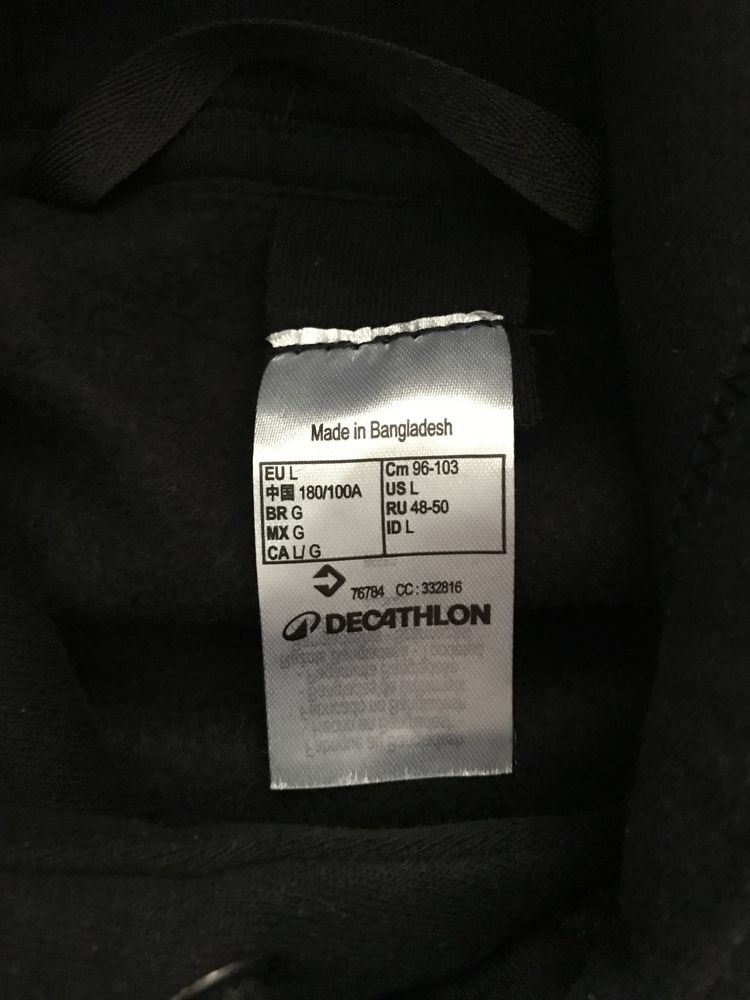 Made in Bangladesh
EU L
中国 180/100A
BR G
MX G
CA L/ G
Cm 96-103
US L
RU 48-50
ID L
76784 CC : 332816
DECATHLON